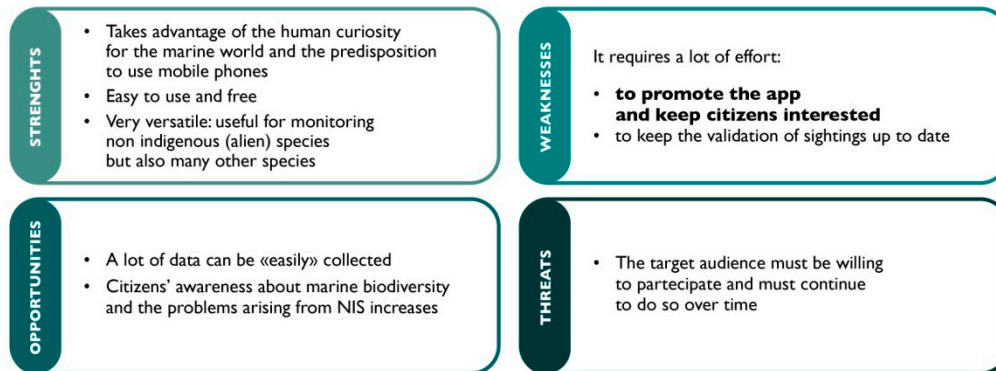 STRENGHTS
• Takes advantage of the human curiosity
for the marine world and the predisposition
to use mobile phones
• Easy to use and free
• Very versatile: useful for monitoring
non indigenous (alien) species
but also many other species
WEAKNESSES
It requires a lot of effort:
• to promote the app
and keep citizens interested
• to keep the validation of sightings up to date
OPPORTUNITIES
• A lot of data can be «easily» collected
• Citizens’ awareness about marine biodiversity
and the problems arising from NIS increases
THREATS
• The target audience must be willing
to partecipate and must continue
to do so over time